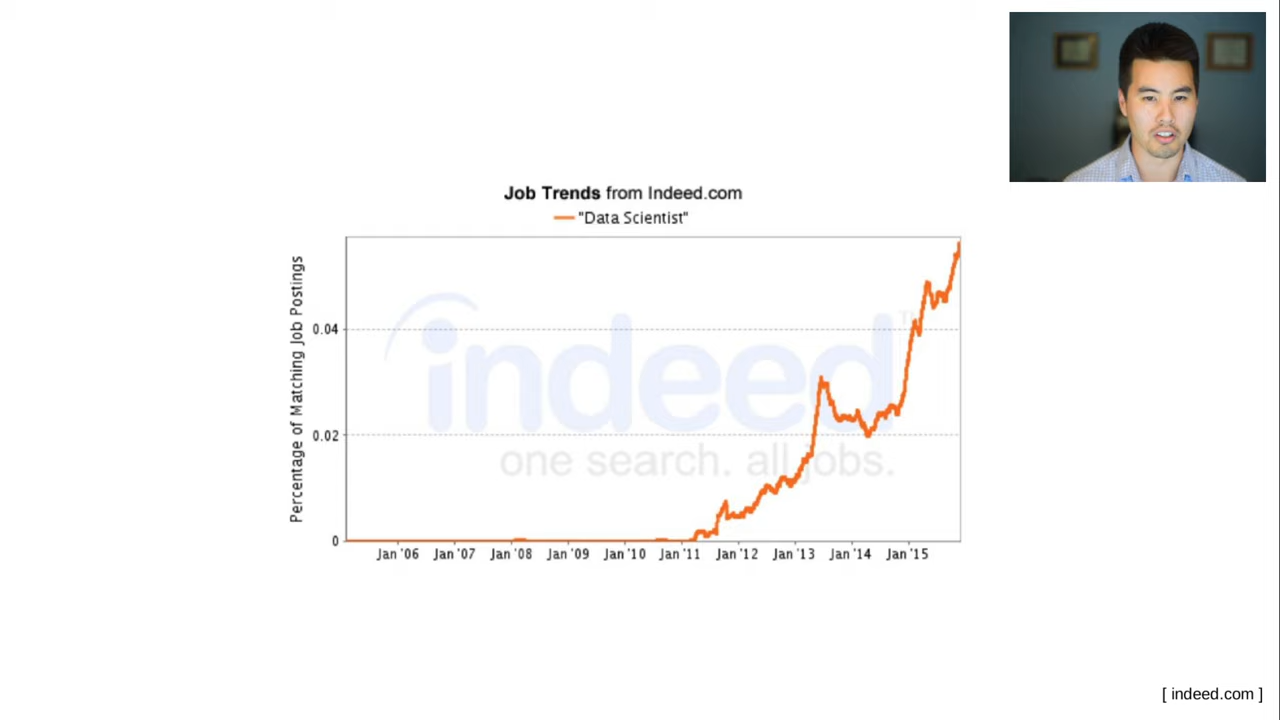 Job Trends from Indeed.com
"Data Scientist"
Percentage of Matching Job Postings
0.04
0.02
0
indeed™
one search. all jobs.
Jan '06 Jan '07 Jan '08 Jan '09 Jan '10 Jan '11 Jan '12 Jan '13 Jan '14 Jan '15
[ indeed.com ]